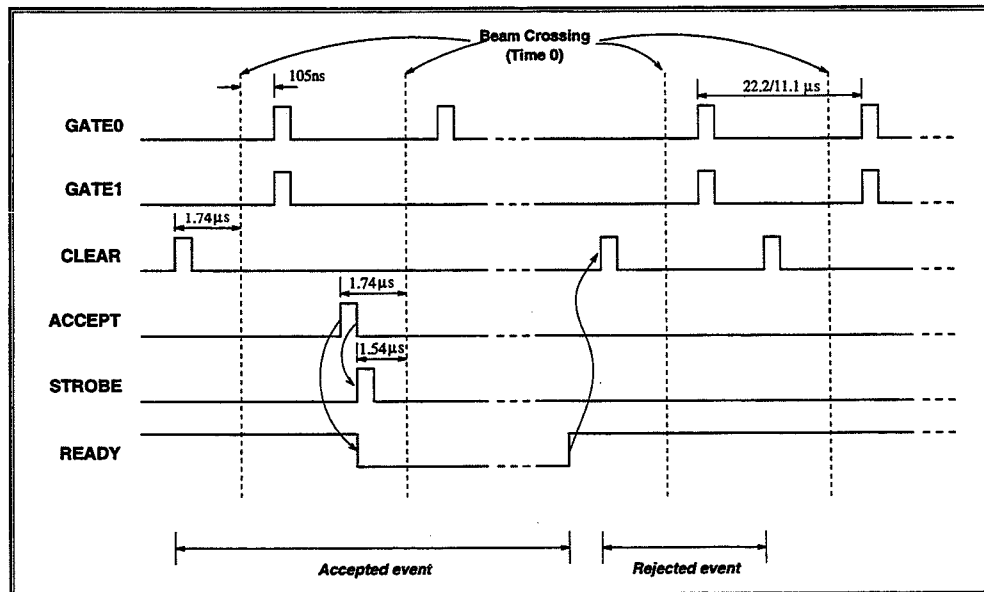 Beam Crossing
(Time 0)
105ns
22.2/11.1 μs
GATE0
GATE1
1.74μs
CLEAR
1.74μs
ACCEPT
1.54μs
STROBE
READY
Accepted event
Rejected event